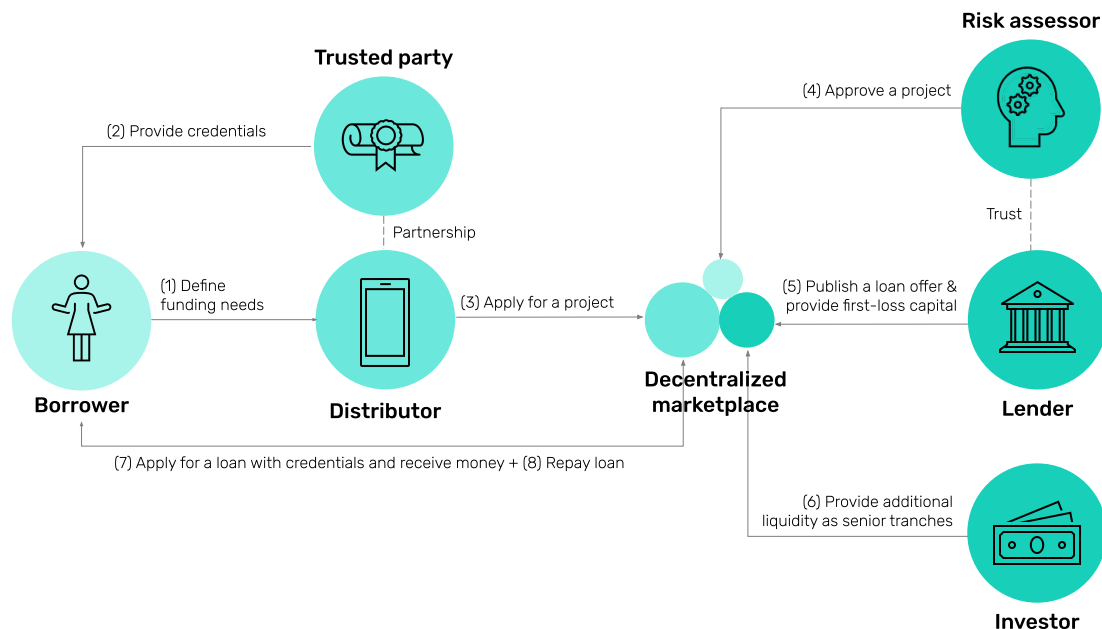 Risk assessor
Trusted party
(4) Approve a project
(2) Provide credentials
Trust
Partnership
(1) Define
funding needs
(3) Apply for a project
(5) Publish a loan offer &
provide first-loss capital
Decentralized
marketplace
Borrower
Distributor
Lender
(7) Apply for a loan with credentials and receive money + (8) Repay loan
(6) Provide additional
liquidity as senior tranches
Investor